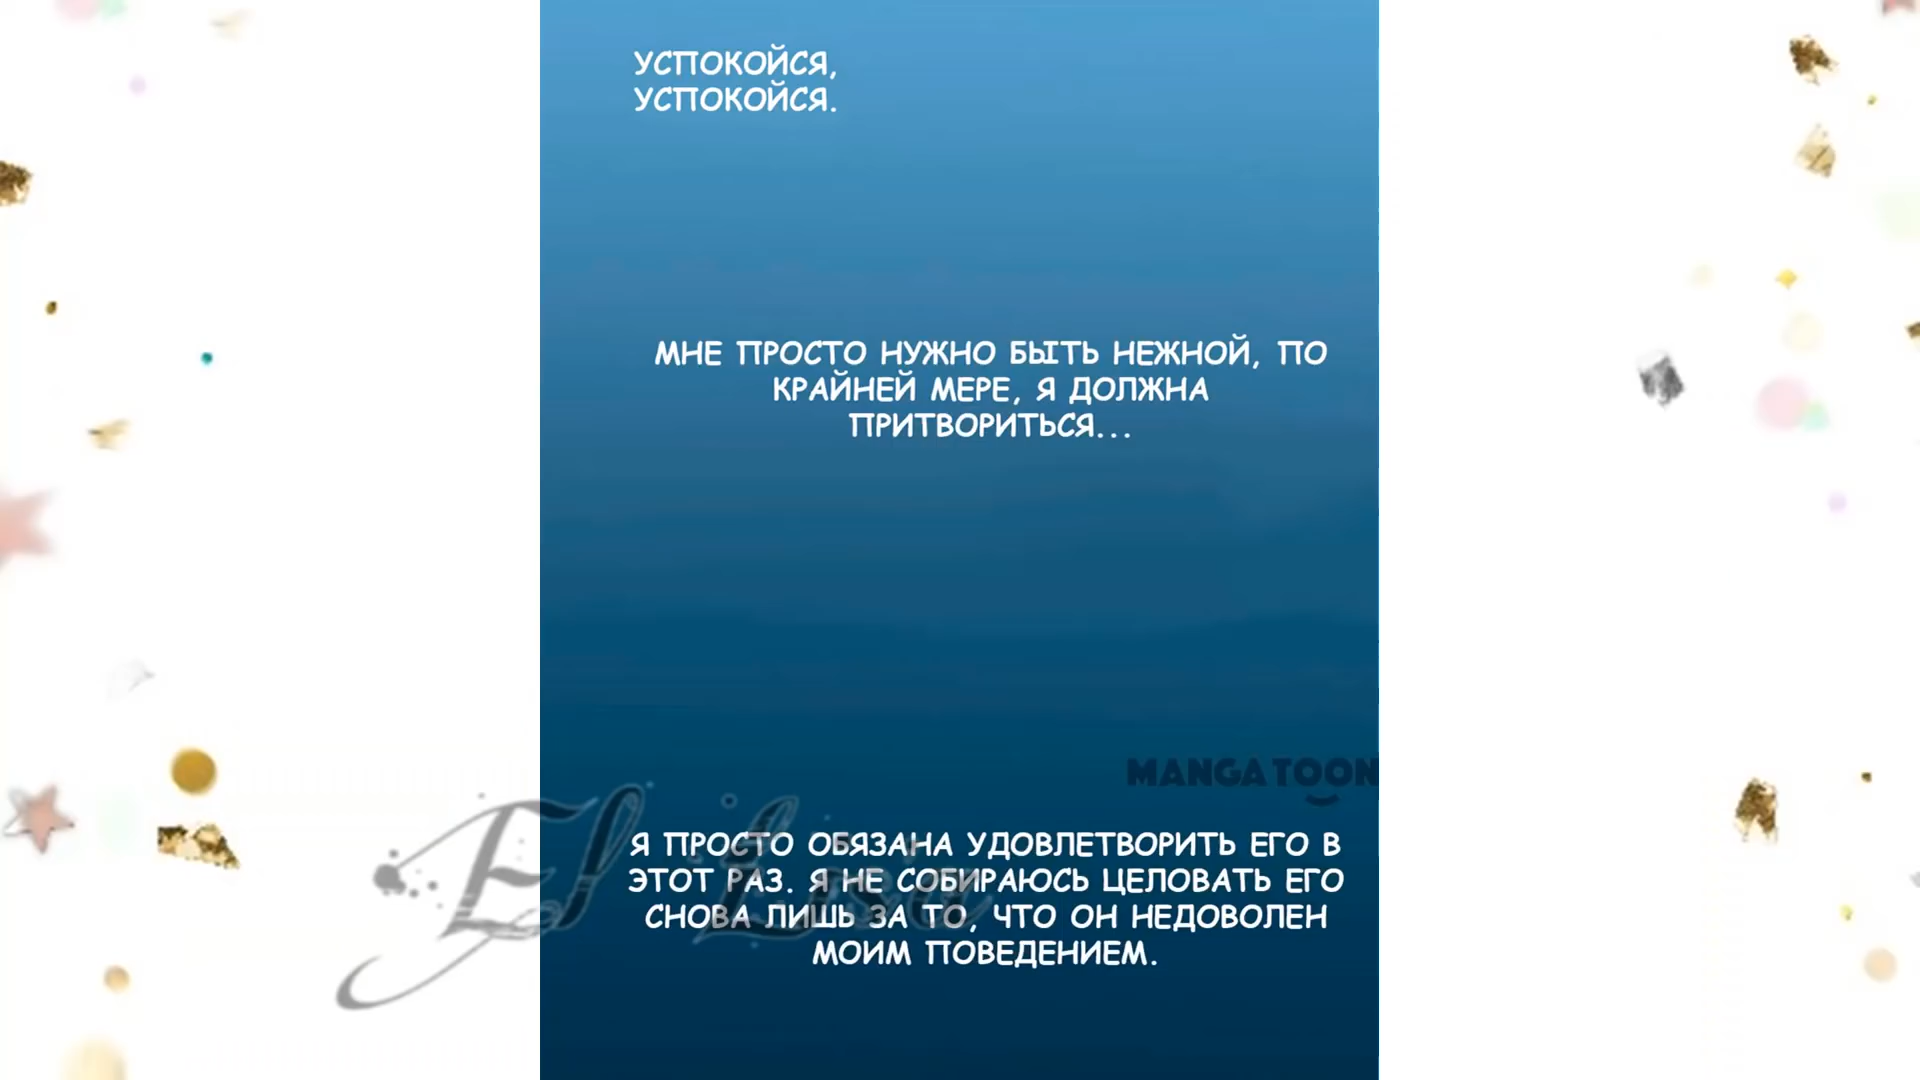 УСПОКОЙСЯ,
УСПОКОЙСЯ.
МНЕ ПРОСТО НУЖНО БЫТЬ НЕЖНОЙ, ПО
КРАЙНЕЙ МЕРЕ, Я ДОЛЖНА
ПРИТВОРИТЬСЯ...
MANGATOON
Я ПРОСТО ОБЯЗАНА УДОВЛЕТВОРИТЬ ЕГО В
ЭТОТ РАЗ. Я НЕ СОБИРАЮСЬ ЦЕЛОВАТЬ ЕГО
СНОВА ЛИШЬ ЗА ТО, ЧТО ОН НЕДОВОЛЕН
МОИМ ПОВЕДЕНИЕМ.